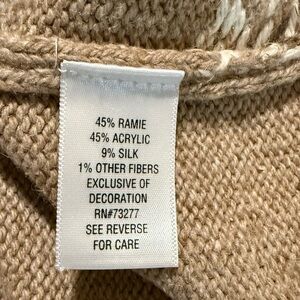 45% RAMIE
45% ACRYLIC
9% SILK
1% OTHER FIBERS
EXCLUSIVE OF
DECORATION
RN#73277
SEE REVERSE
FOR CARE